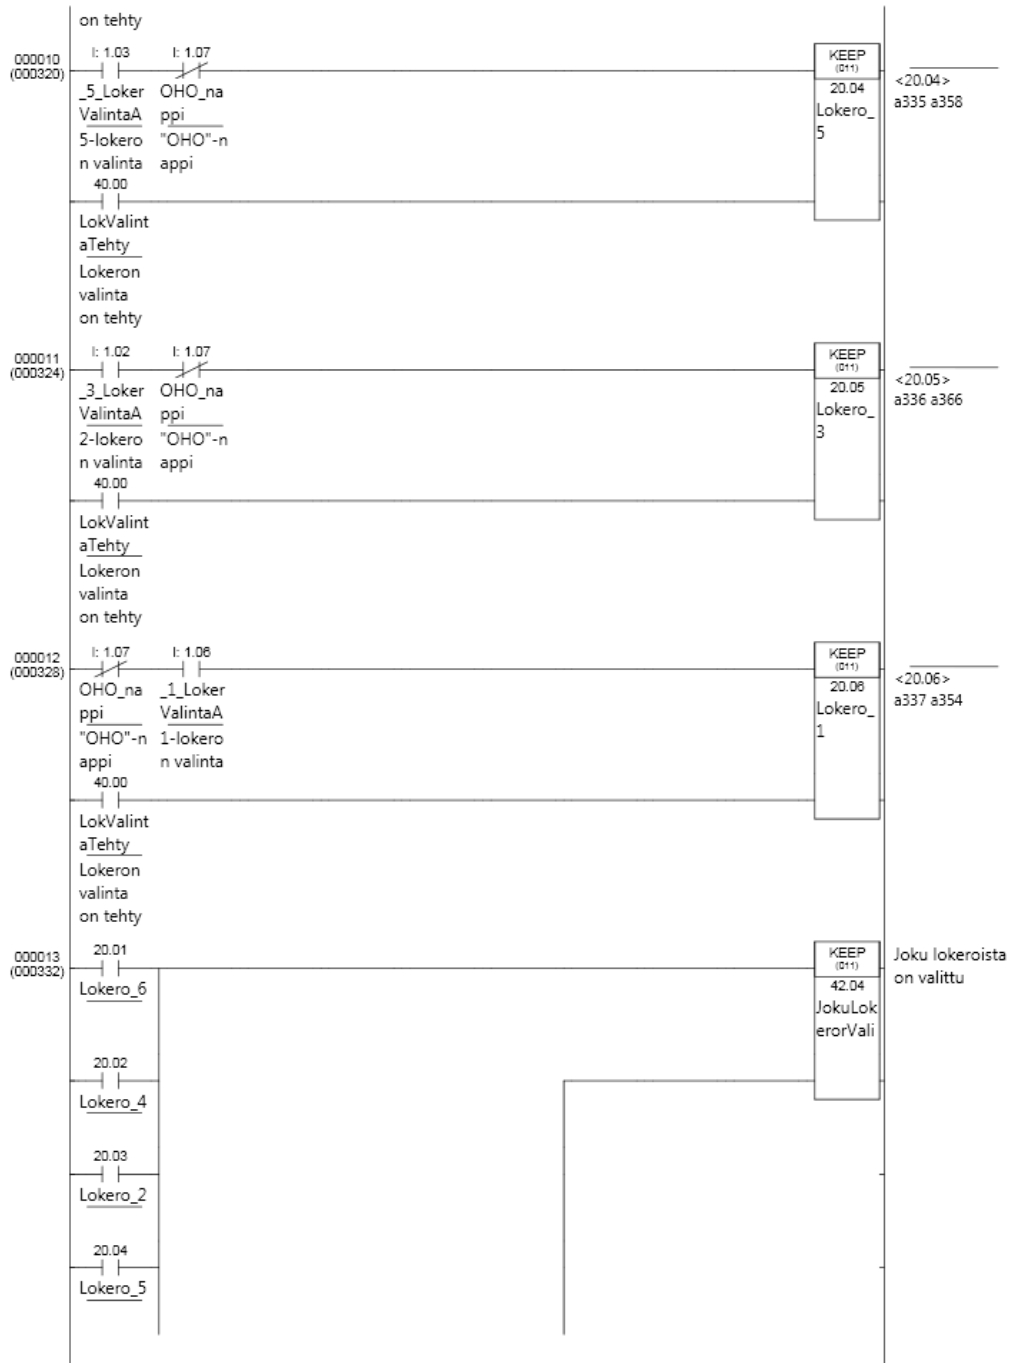 on tehty
000010
(000320)
I: 1.03
I: 1.07
_5_Loker
ValintaA
5-lokero
n valinta
OHO_na
ppi
"OHO"-n
appi
KEEP
(011)
20.04
Lokero_
5
<20.04>
a335 a358
40.00
LokValint
aTehty
Lokeron
valinta
on tehty
000011
(000324)
I: 1.02
I: 1.07
_3_Loker
ValintaA
2-lokero
n valinta
OHO_na
ppi
"OHO"-n
appi
KEEP
(011)
20.05
Lokero_
3
<20.05>
a336 a366
40.00
LokValint
aTehty
Lokeron
valinta
on tehty
000012
(000328)
I: 1.07
I: 1.06
OHO_na
ppi
"OHO"-n
appi
_1_Loker
ValintaA
1-lokero
n valinta
KEEP
(011)
20.06
Lokero_
1
<20.06>
a337 a354
40.00
LokValint
aTehty
Lokeron
valinta
on tehty
000013
(000332)
20.01
Lokero_6
KEEP
(011)
42.04
JokuLok
erorVali
Joku lokeroista
on valittu
20.02
Lokero_4
20.03
Lokero_2
20.04
Lokero_5